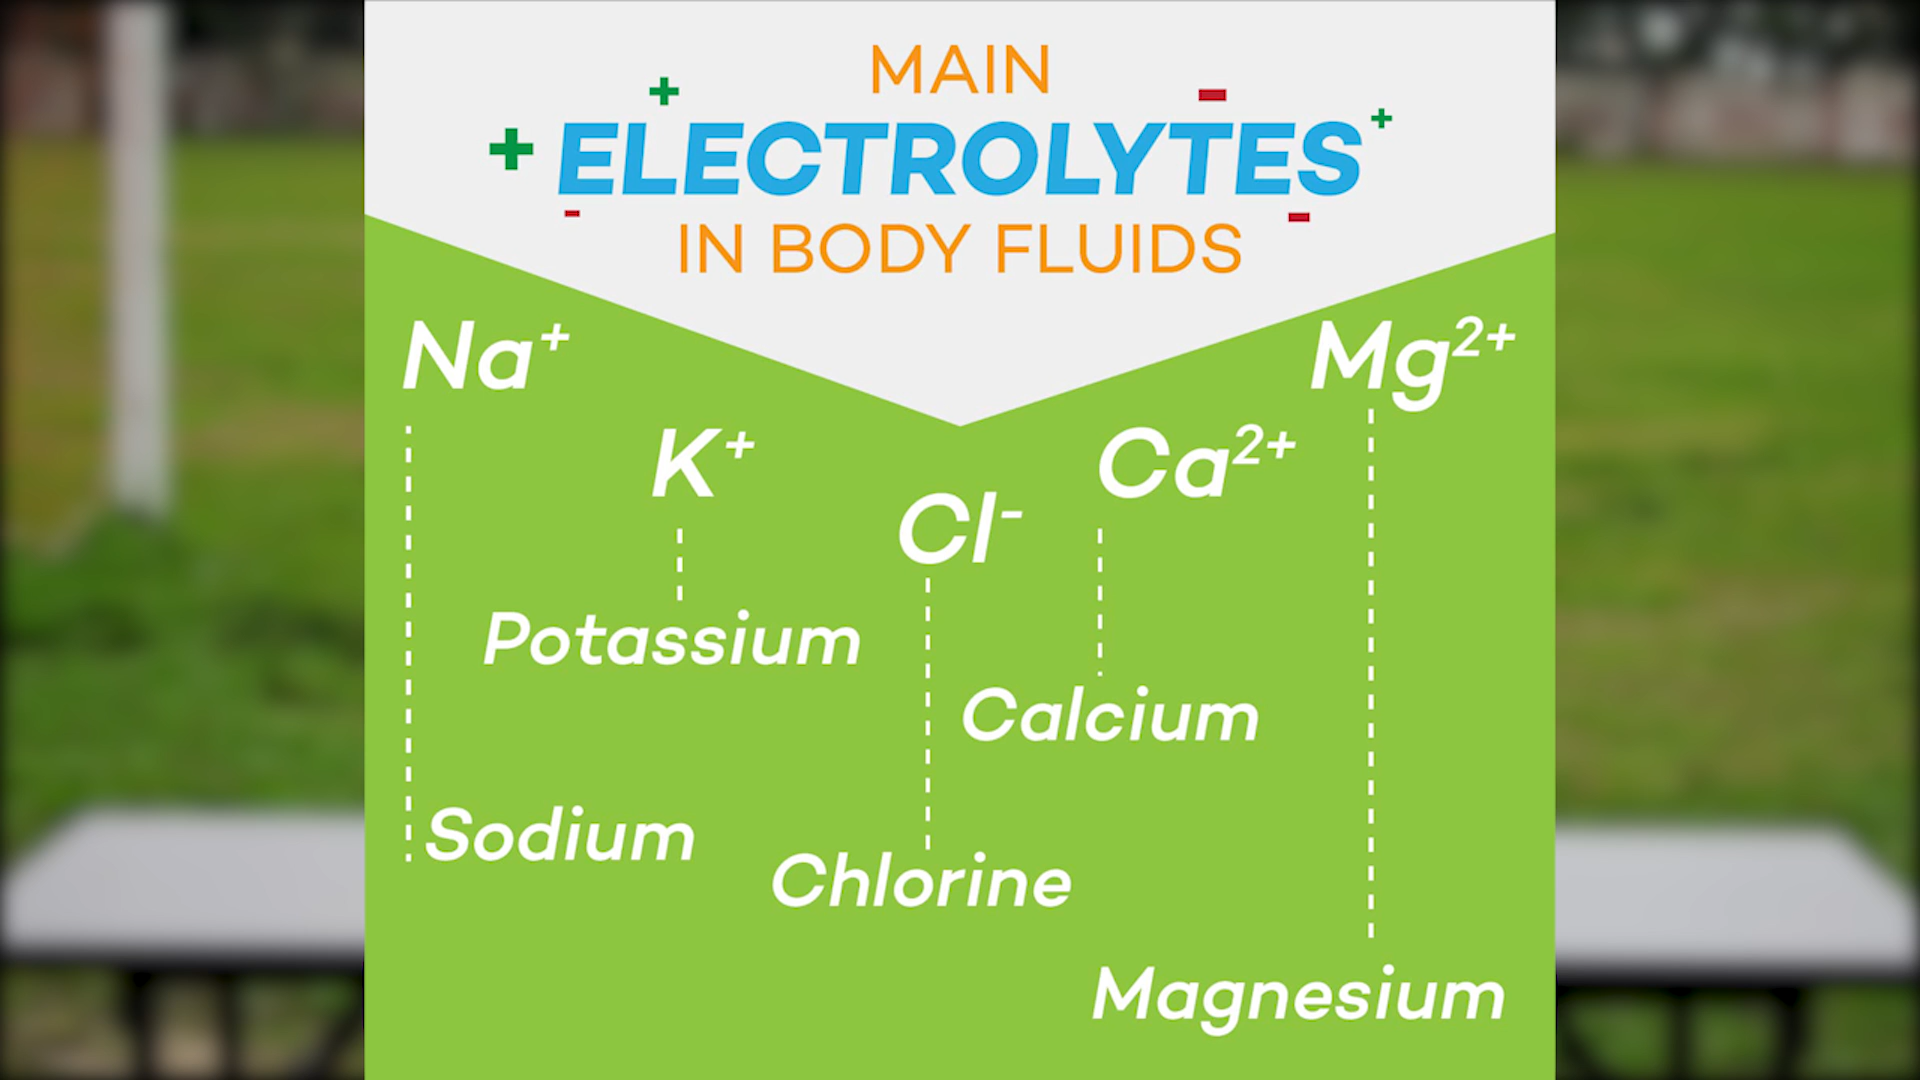 MAIN
ELECTROLYTES
IN BODY FLUIDS
Na⁺
K⁺
Cl⁻
Ca²⁺
Mg²⁺
Potassium
Calcium
Sodium
Chlorine
Magnesium